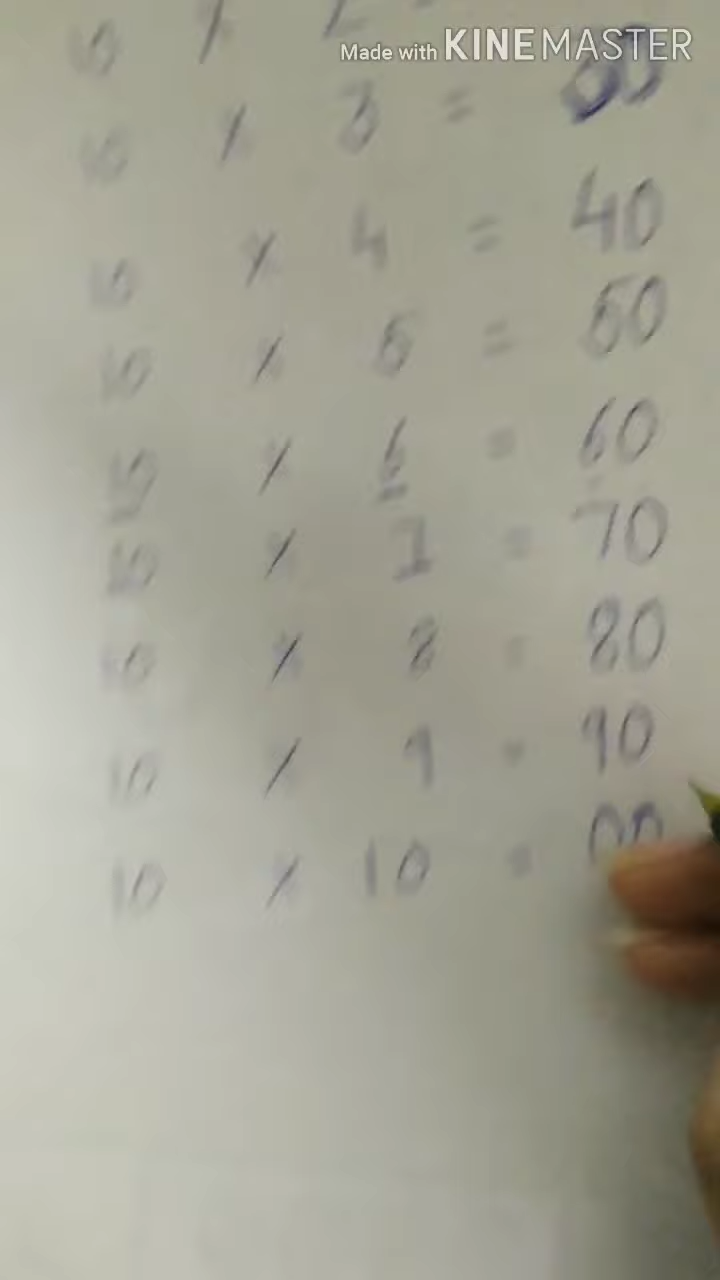 Made with KINEMASTER
10 × 3 =
10 × 4 = 40
10 × 5 = 50
10 × 6 = 60
10 × 7 = 70
10 × 8 = 80
10 × 9 = 90
10 × 10 =